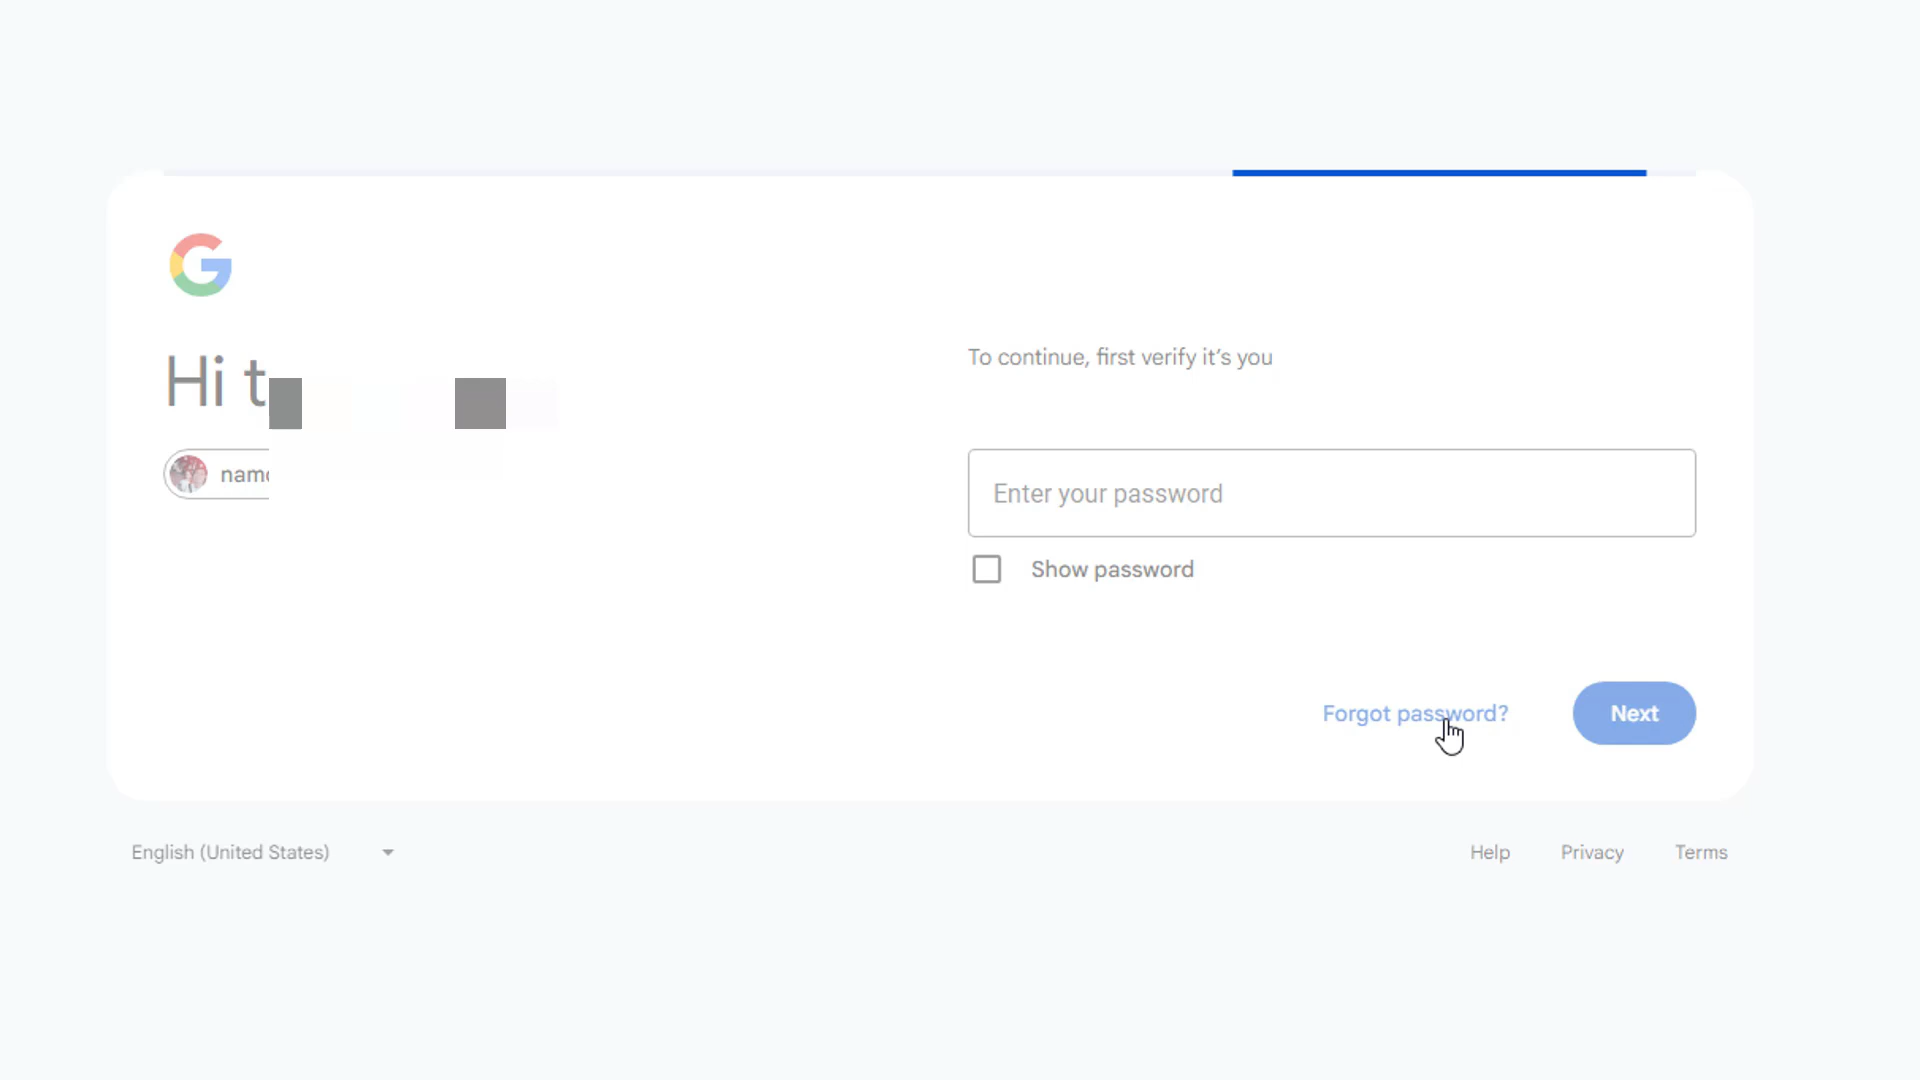 Hi t
To continue, first verify it's you
Enter your password
Show password
Forgot password?
Next
English (United States)
Help
Privacy
Terms